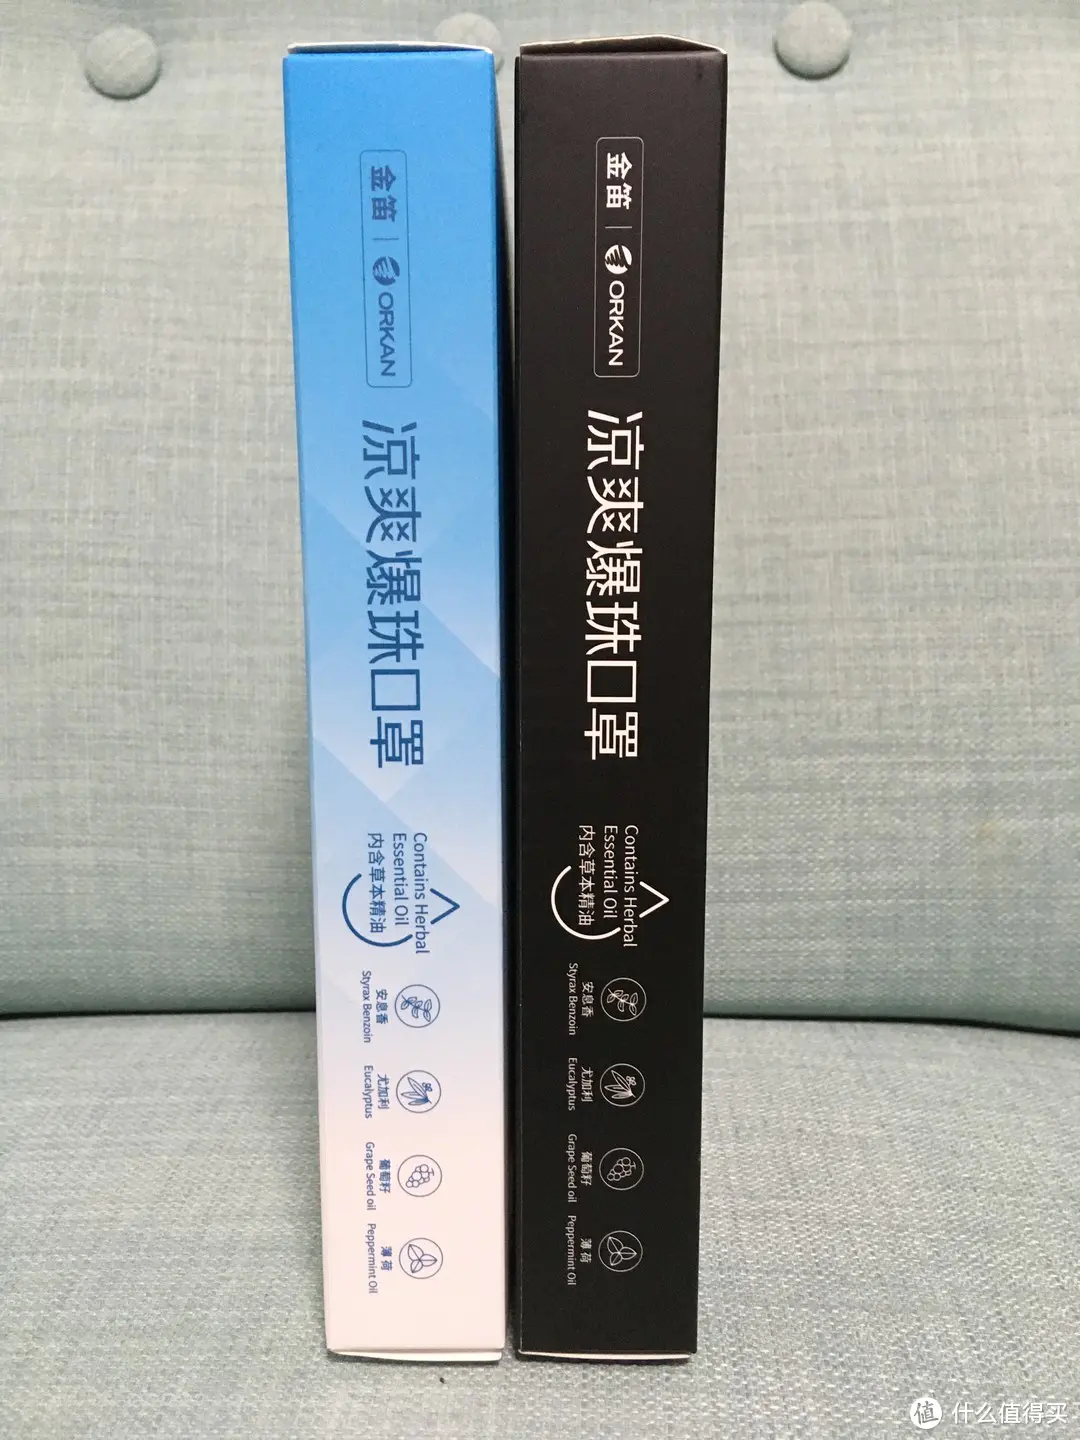 金笛 | ORKAN
凉爽爆珠口罩
Contains Herbal
Essential Oil
内含草本精油
安息香
Styrax Benzoin
尤加利
Eucalyptus
葡萄籽
Grape Seed oil
薄荷
Peppermint Oil
金笛 | ORKAN
凉爽爆珠口罩
Contains Herbal
Essential Oil
内含草本精油
安息香
Styrax Benzoin
尤加利
Eucalyptus
葡萄籽
Grape Seed oil
薄荷
Peppermint Oil
值 什么值得买